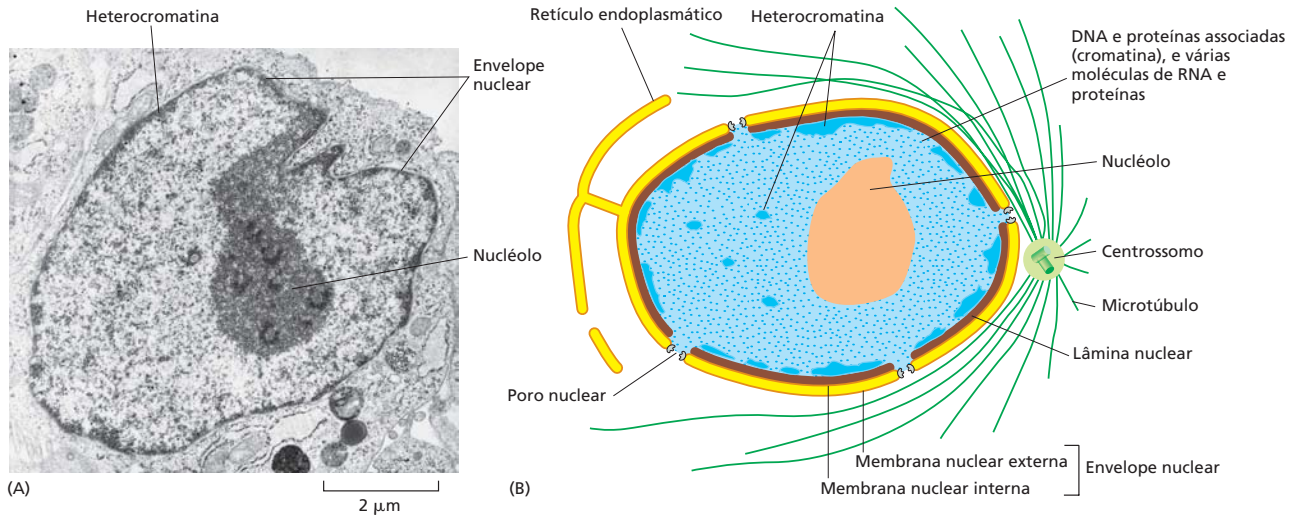 Heterocromatina
Envelope
nuclear
Nucléolo
(A)
2 μm
Retículo endoplasmático
Heterocromatina
DNA e proteínas associadas
(cromatina), e várias
moléculas de RNA e
proteínas
Nucléolo
Centrossomo
Microtúbulo
Lâmina nuclear
Poro nuclear
Membrana nuclear externa
Membrana nuclear interna
Envelope nuclear
(B)